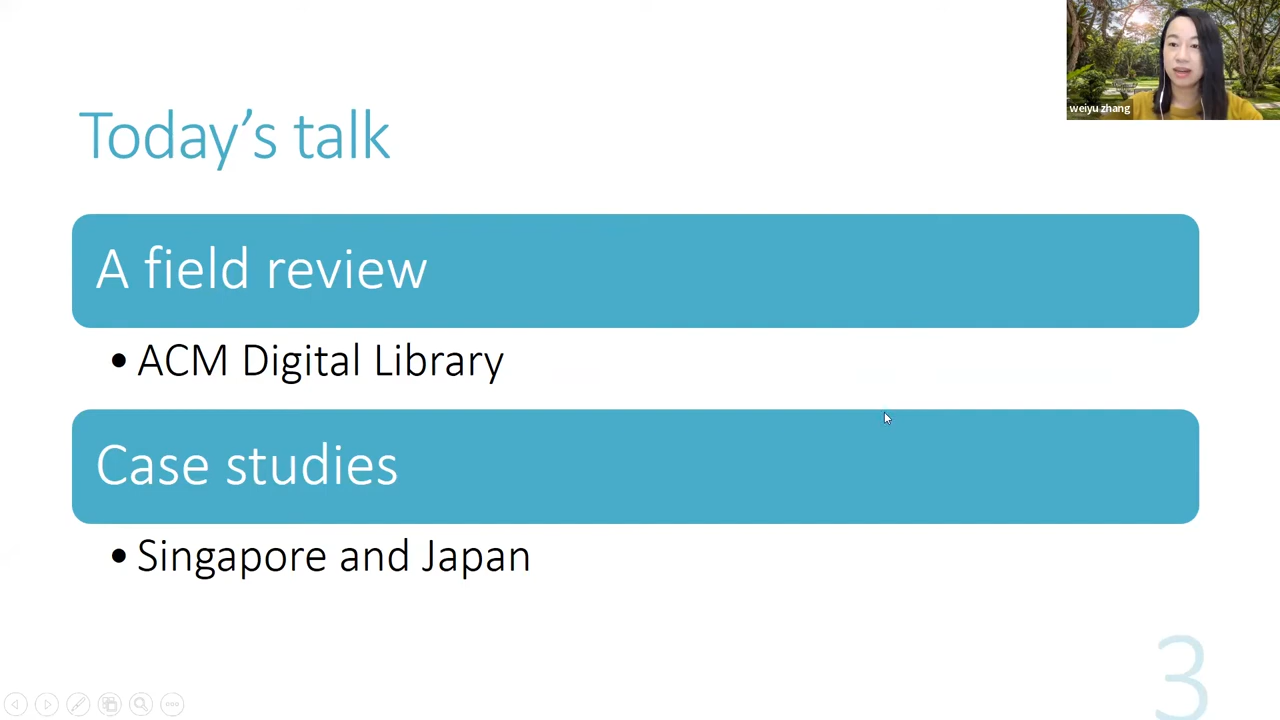 weiyu zhang
Today’s talk
A field review
• ACM Digital Library
Case studies
• Singapore and Japan
3